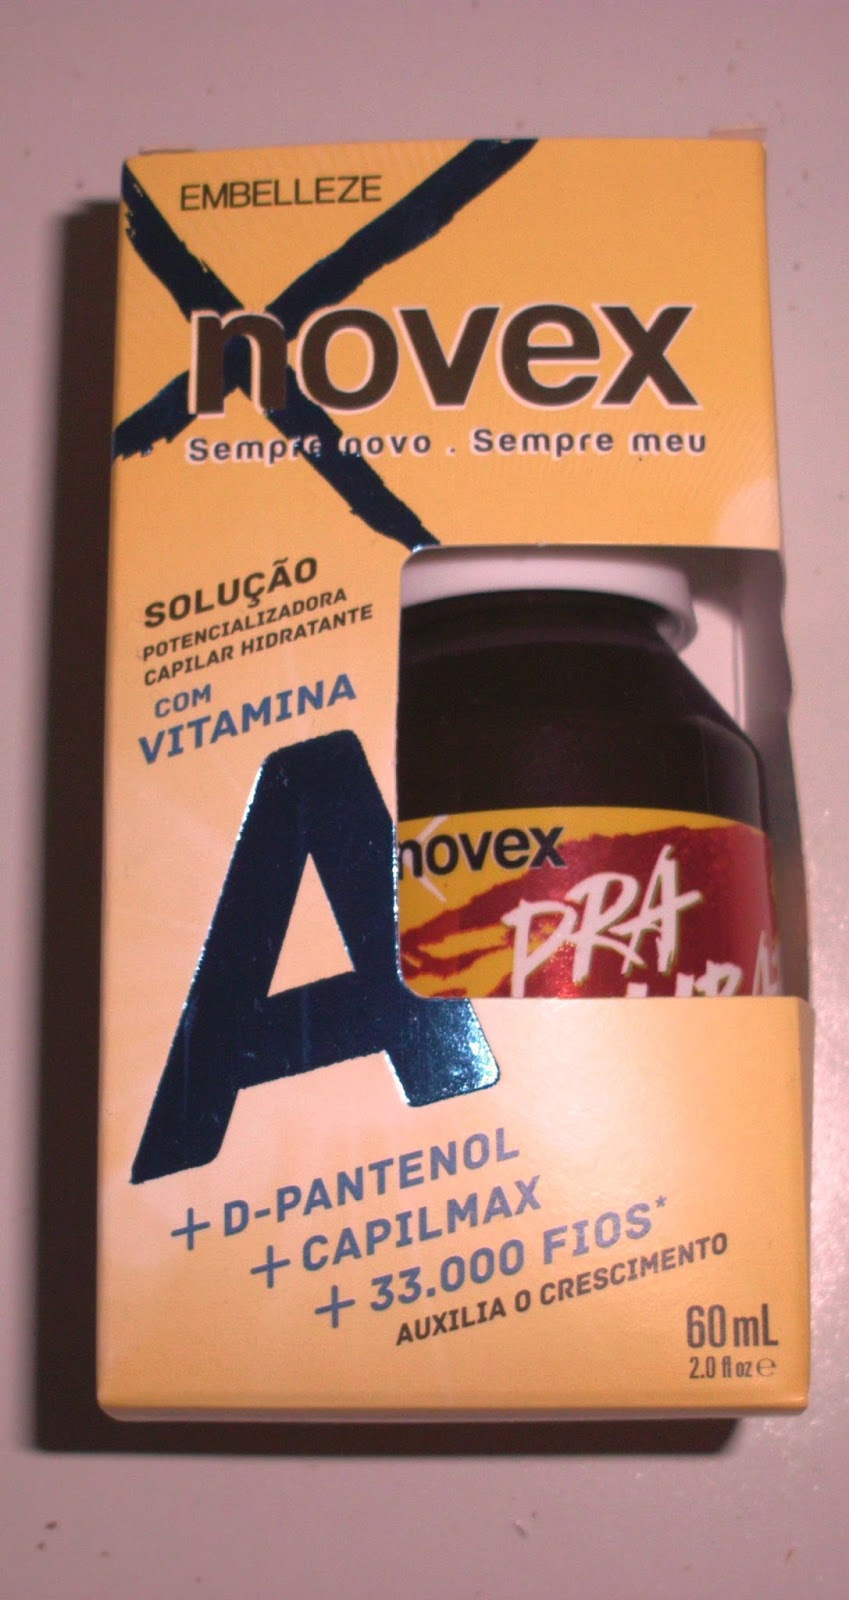 EMBELLEZE
novex
Sempre novo . Sempre meu
SOLUÇÃO
POTENCIALIZADORA
CAPILAR HIDRATANTE
COM
VITAMINA
A
novex
PRA
+ D-PANTENOL
+ CAPILMAX
+ 33.000 FIOS*
AUXILIA O CRESCIMENTO
60 mL
2.0 fl oz ℮